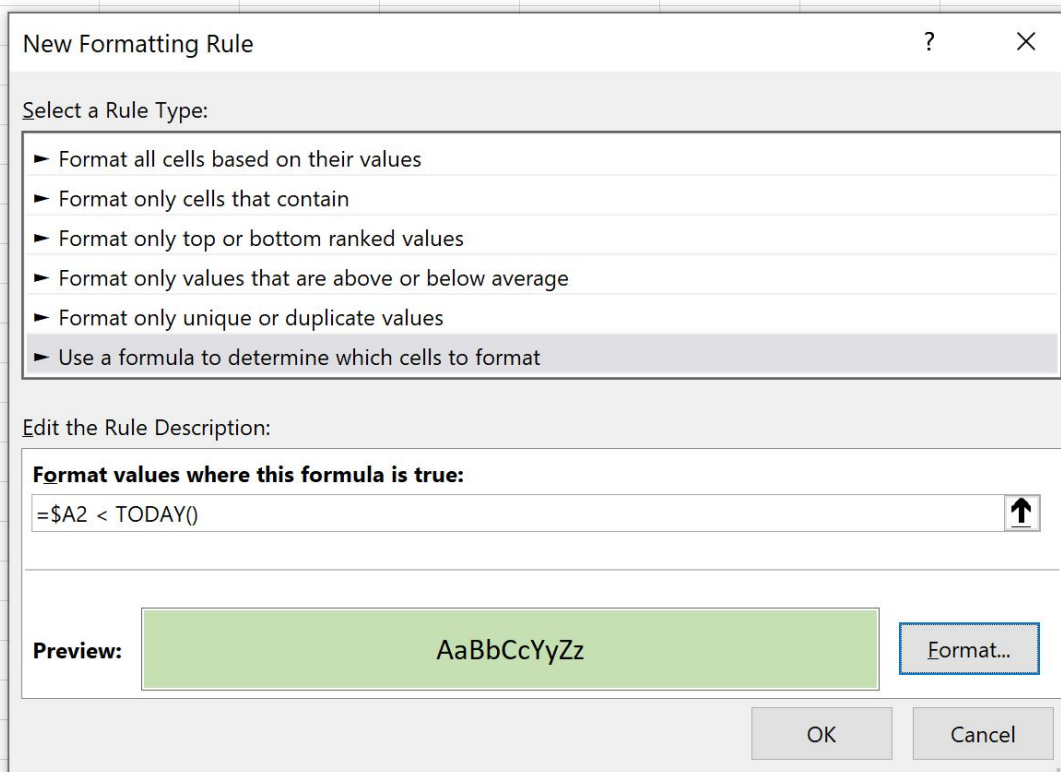 New Formatting Rule ?
Select a Rule Type:
► Format all cells based on their values
► Format only cells that contain
► Format only top or bottom ranked values
► Format only values that are above or below average
► Format only unique or duplicate values
► Use a formula to determine which cells to format
Edit the Rule Description:
Format values where this formula is true:
=$A2 < TODAY()
Preview: AaBbCcYyZz Format...
OK Cancel